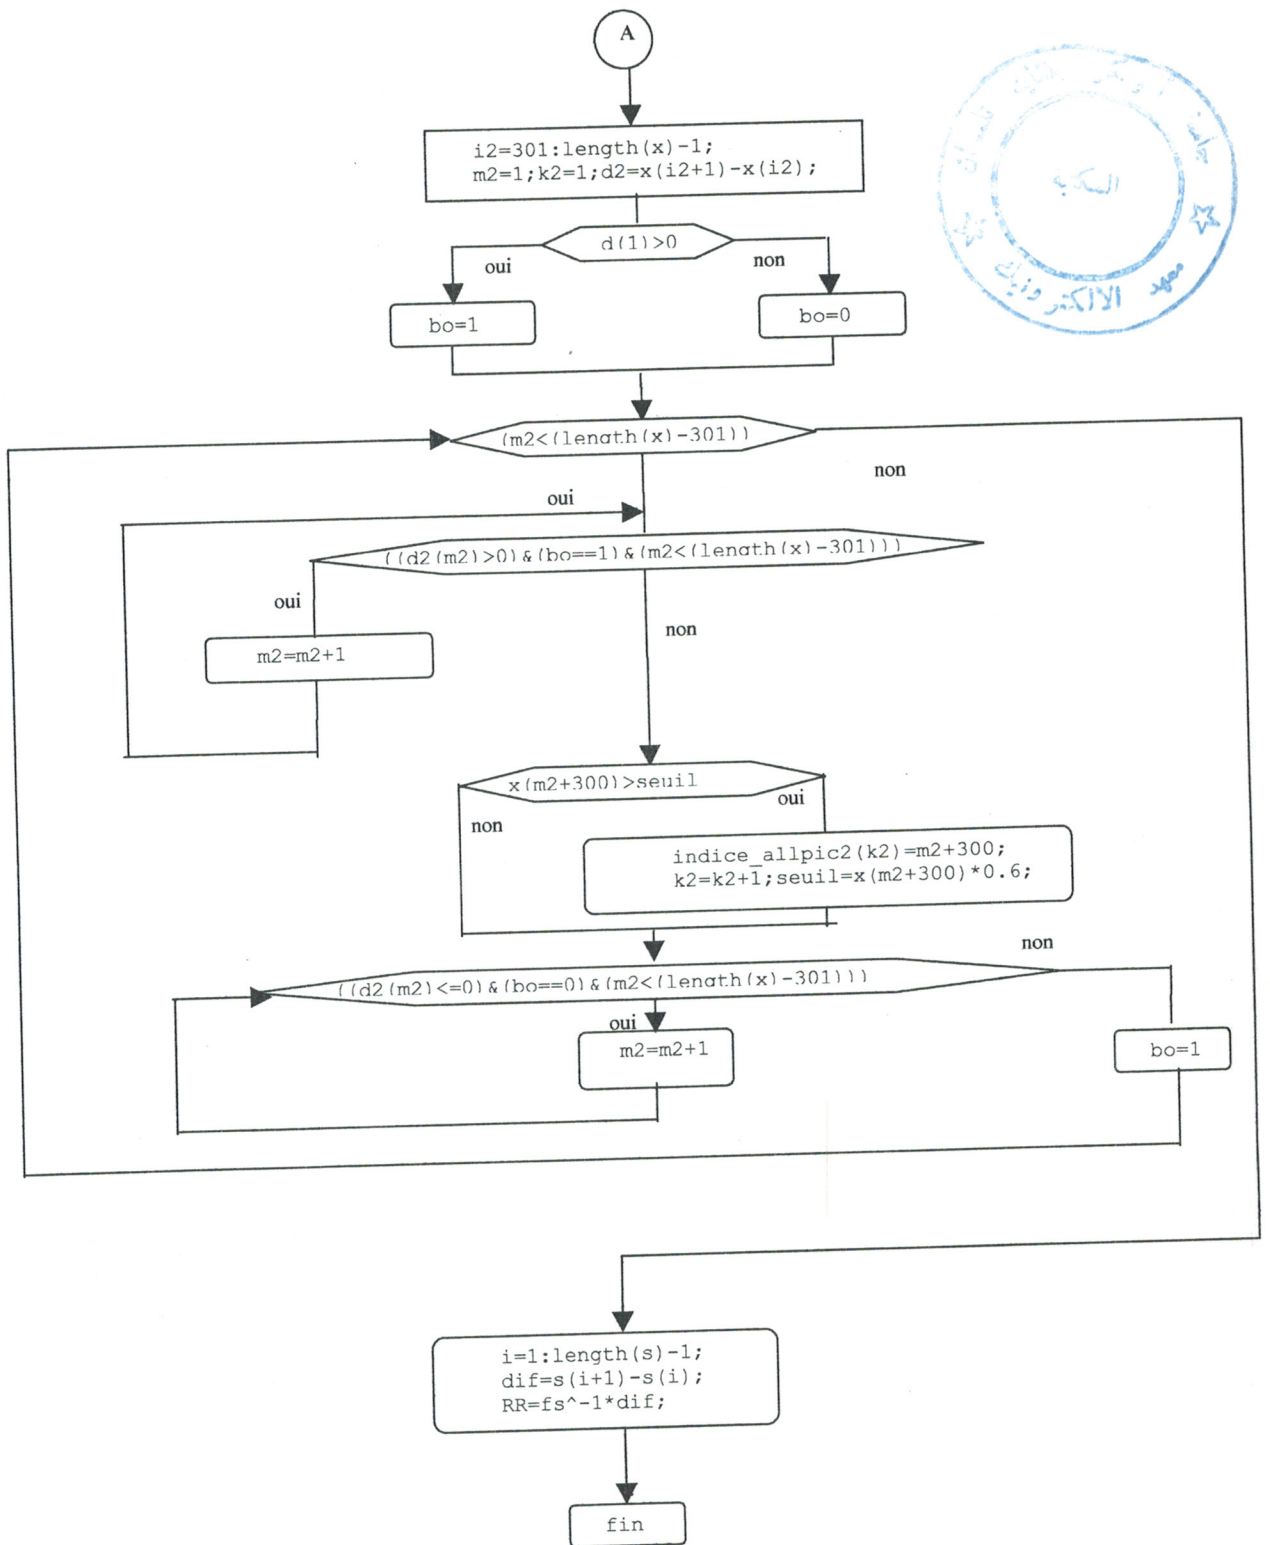 A
i2=301:length(x)-1;
m2=1;k2=1;d2=x(i2+1)-x(i2);
d(1)>0
oui
non
bo=1
bo=0
(m2<(length(x)-301))
non
oui
((d2(m2)>0)&(bo==1)&(m2<(length(x)-301)))
oui
non
m2=m2+1
x(m2+300)>seuil
oui
non
indice_allpic2(k2)=m2+300;
k2=k2+1;seuil=x(m2+300)*0.6;
non
((d2(m2)<=0)&(bo==0)&(m2<(length(x)-301)))
oui
m2=m2+1
bo=1
i=1:length(s)-1;
dif=s(i+1)-s(i);
RR=fs^-1*dif;
fin
معهد الالكترونيك